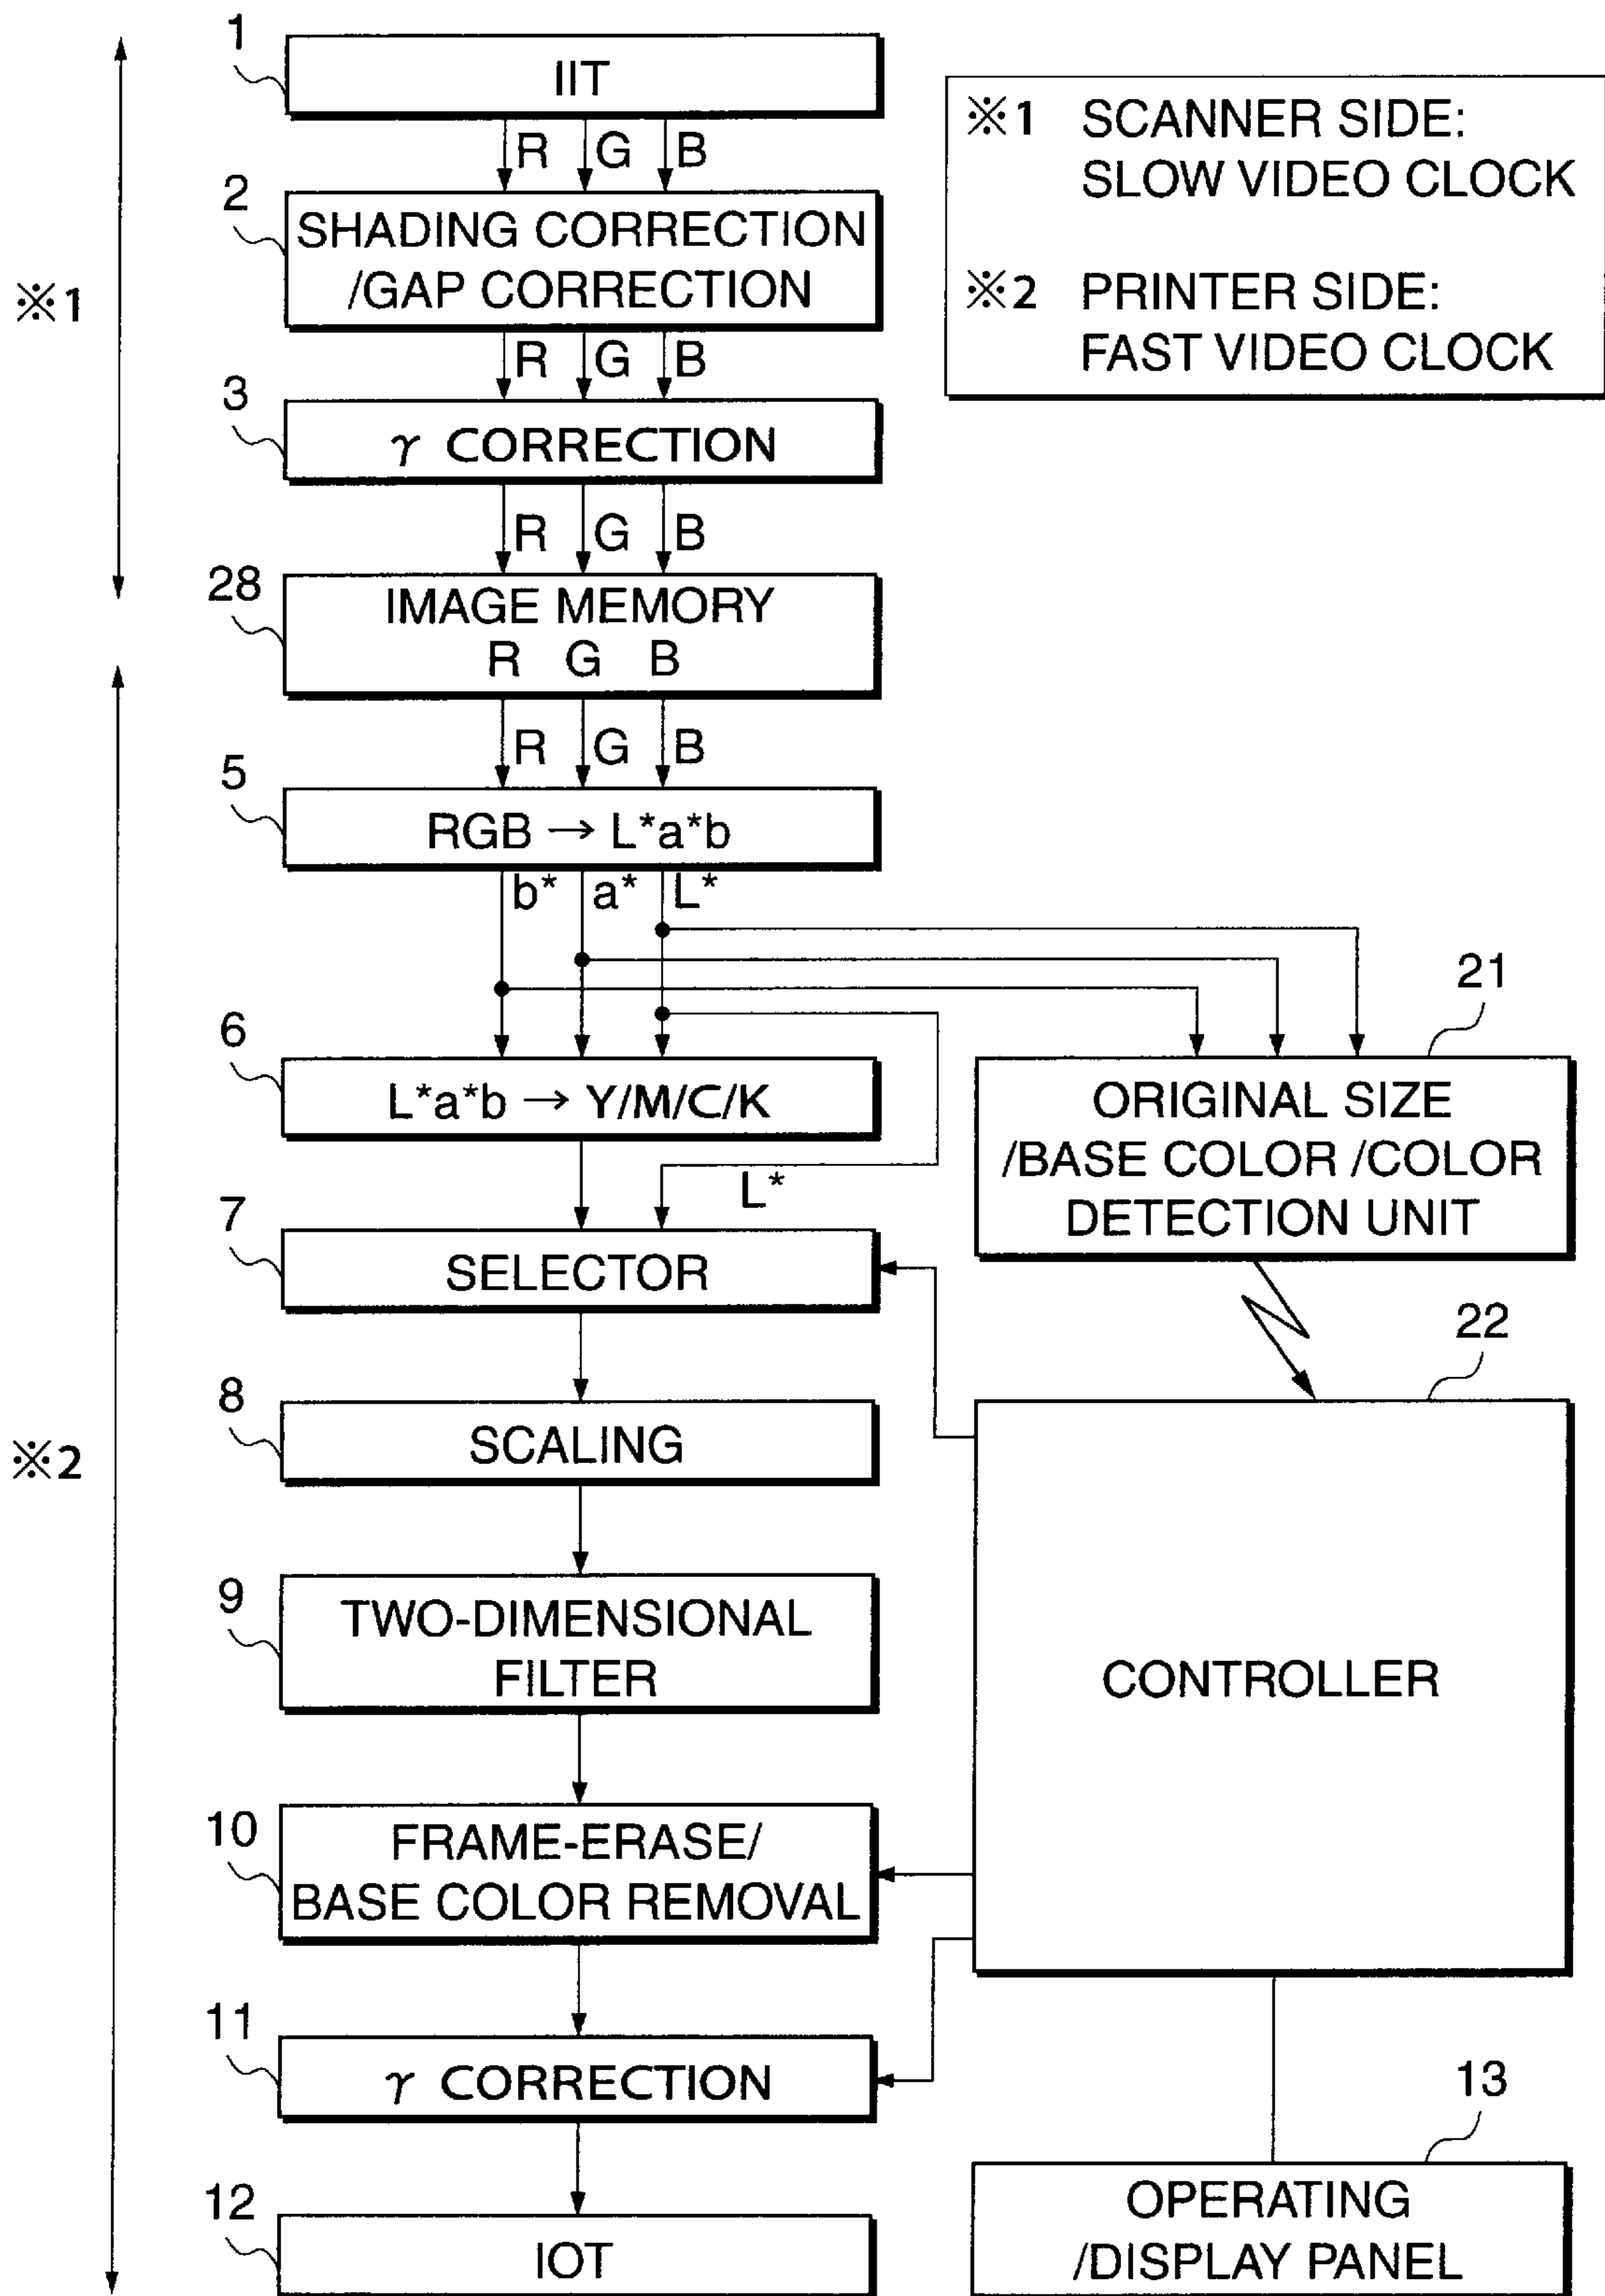 1
IIT
R G B
※1 SCANNER SIDE:
SLOW VIDEO CLOCK
※2 PRINTER SIDE:
FAST VIDEO CLOCK
2
SHADING CORRECTION
/GAP CORRECTION
※1
R G B
3
γ CORRECTION
R G B
28
IMAGE MEMORY
R G B
R G B
5
RGB → L*a*b
b* a* L*
6
L*a*b → Y/M/C/K
21
ORIGINAL SIZE
/BASE COLOR /COLOR
DETECTION UNIT
L*
7
SELECTOR
22
CONTROLLER
8
SCALING
※2
9
TWO-DIMENSIONAL
FILTER
10
FRAME-ERASE/
BASE COLOR REMOVAL
11
γ CORRECTION
13
OPERATING
/DISPLAY PANEL
12
IOT